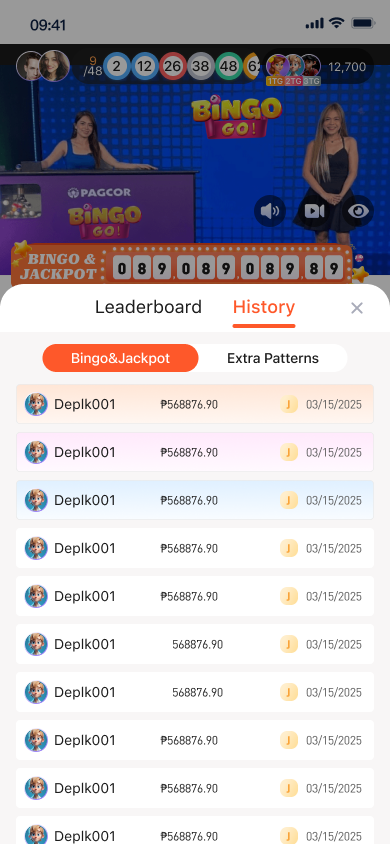 09:41
9
/48
2
12
26
38
48
62
1TG 2TG 3TG
12,700
BINGO
GO!
PAGCOR
BINGO
GO!
BINGO &
JACKPOT
089,089,089.89
Leaderboard
History
Bingo&Jackpot
Extra Patterns
Deplk001 ₱568876.90 J 03/15/2025
Deplk001 ₱568876.90 J 03/15/2025
Deplk001 ₱568876.90 J 03/15/2025
Deplk001 ₱568876.90 J 03/15/2025
Deplk001 ₱568876.90 J 03/15/2025
Deplk001 568876.90 J 03/15/2025
Deplk001 568876.90 J 03/15/2025
Deplk001 ₱568876.90 J 03/15/2025
Deplk001 ₱568876.90 J 03/15/2025
Deplk001 ₱568876.90 J 03/15/2025